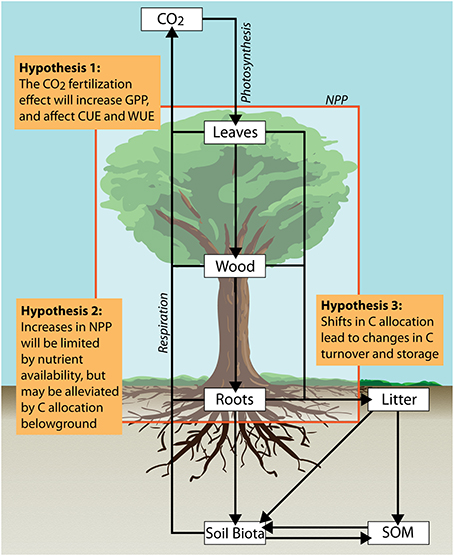 CO2
Photosynthesis
Hypothesis 1:
The CO2 fertilization
effect will increase GPP,
and affect CUE and WUE
NPP
Leaves
Wood
Respiration
Hypothesis 2:
Increases in NPP
will be limited
by nutrient
availability, but
may be alleviated
by C allocation
belowground
Hypothesis 3:
Shifts in C allocation
lead to changes in C
turnover and storage
Roots
Litter
Soil Biota
SOM